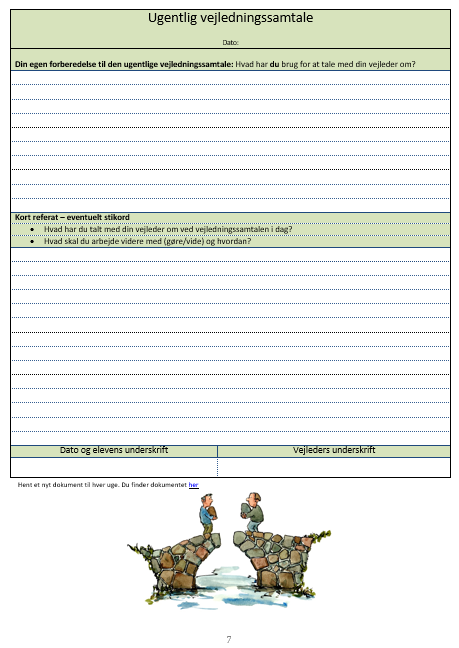 Ugentlig vejledningssamtale
Dato:
Din egen forberedelse til den ugentlige vejledningssamtale: Hvad har du brug for at tale med din vejleder om?
Kort referat – eventuelt stikord
• Hvad har du talt med din vejleder om ved vejledningssamtalen i dag?
• Hvad skal du arbejde videre med (gøre/vide) og hvordan?
Dato og elevens underskrift
Vejleders underskrift
Hent et nyt dokument til hver uge. Du finder dokumentet her
7